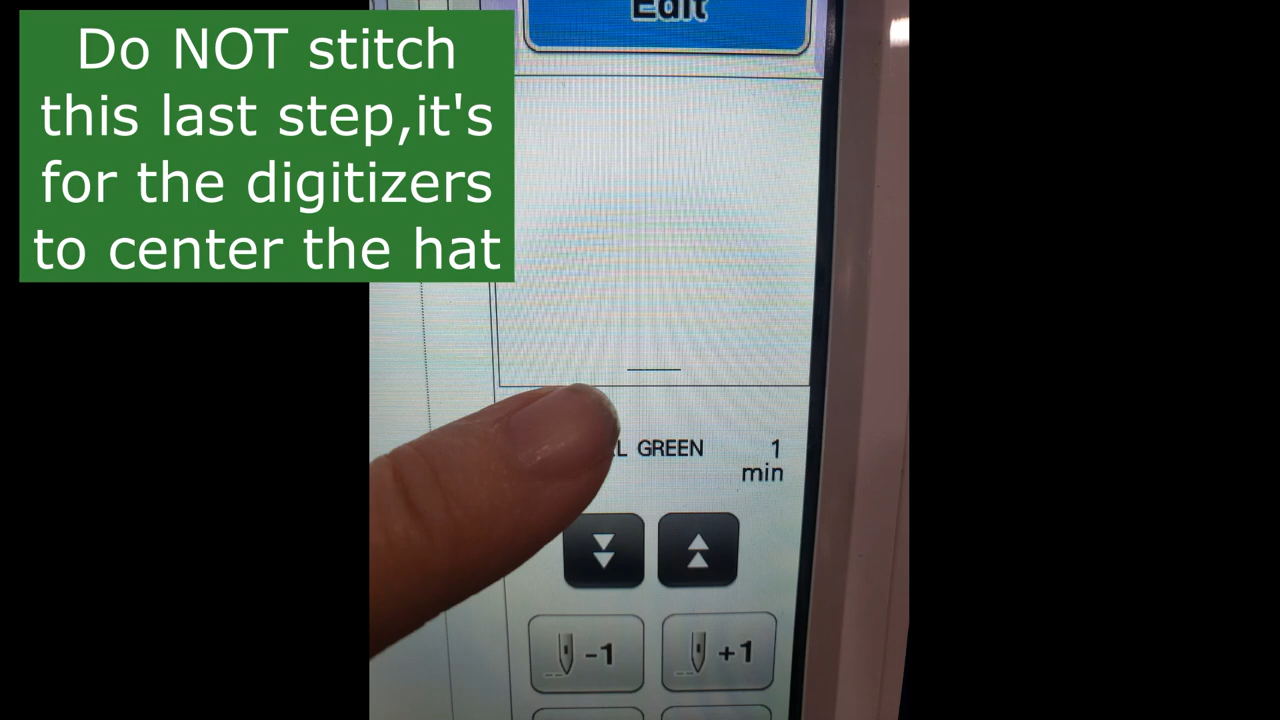 Edit
Do NOT stitch
this last step,it's
for the digitizers
to center the hat
GREEN 1
min
-1 +1